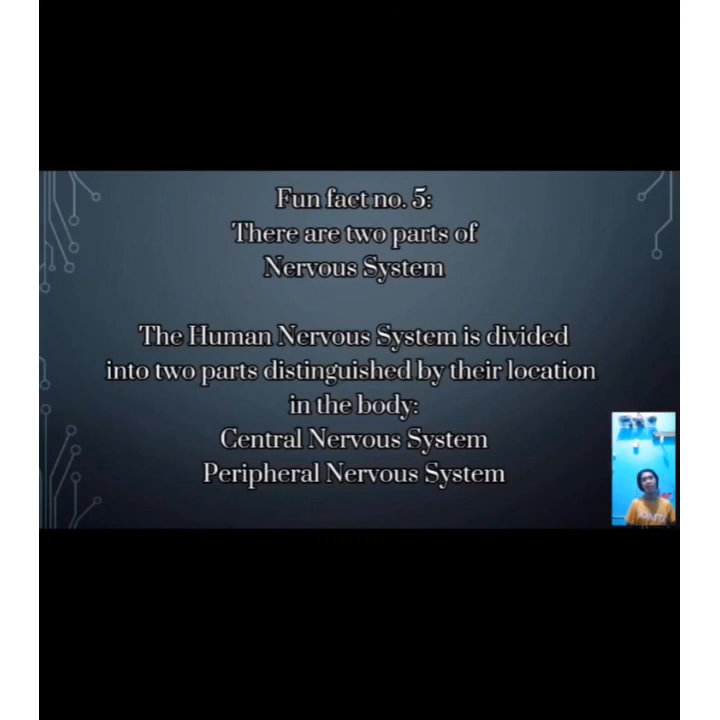 Fun fact no. 5:
There are two parts of
Nervous System
The Human Nervous System is divided
into two parts distinguished by their location
in the body:
Central Nervous System
Peripheral Nervous System